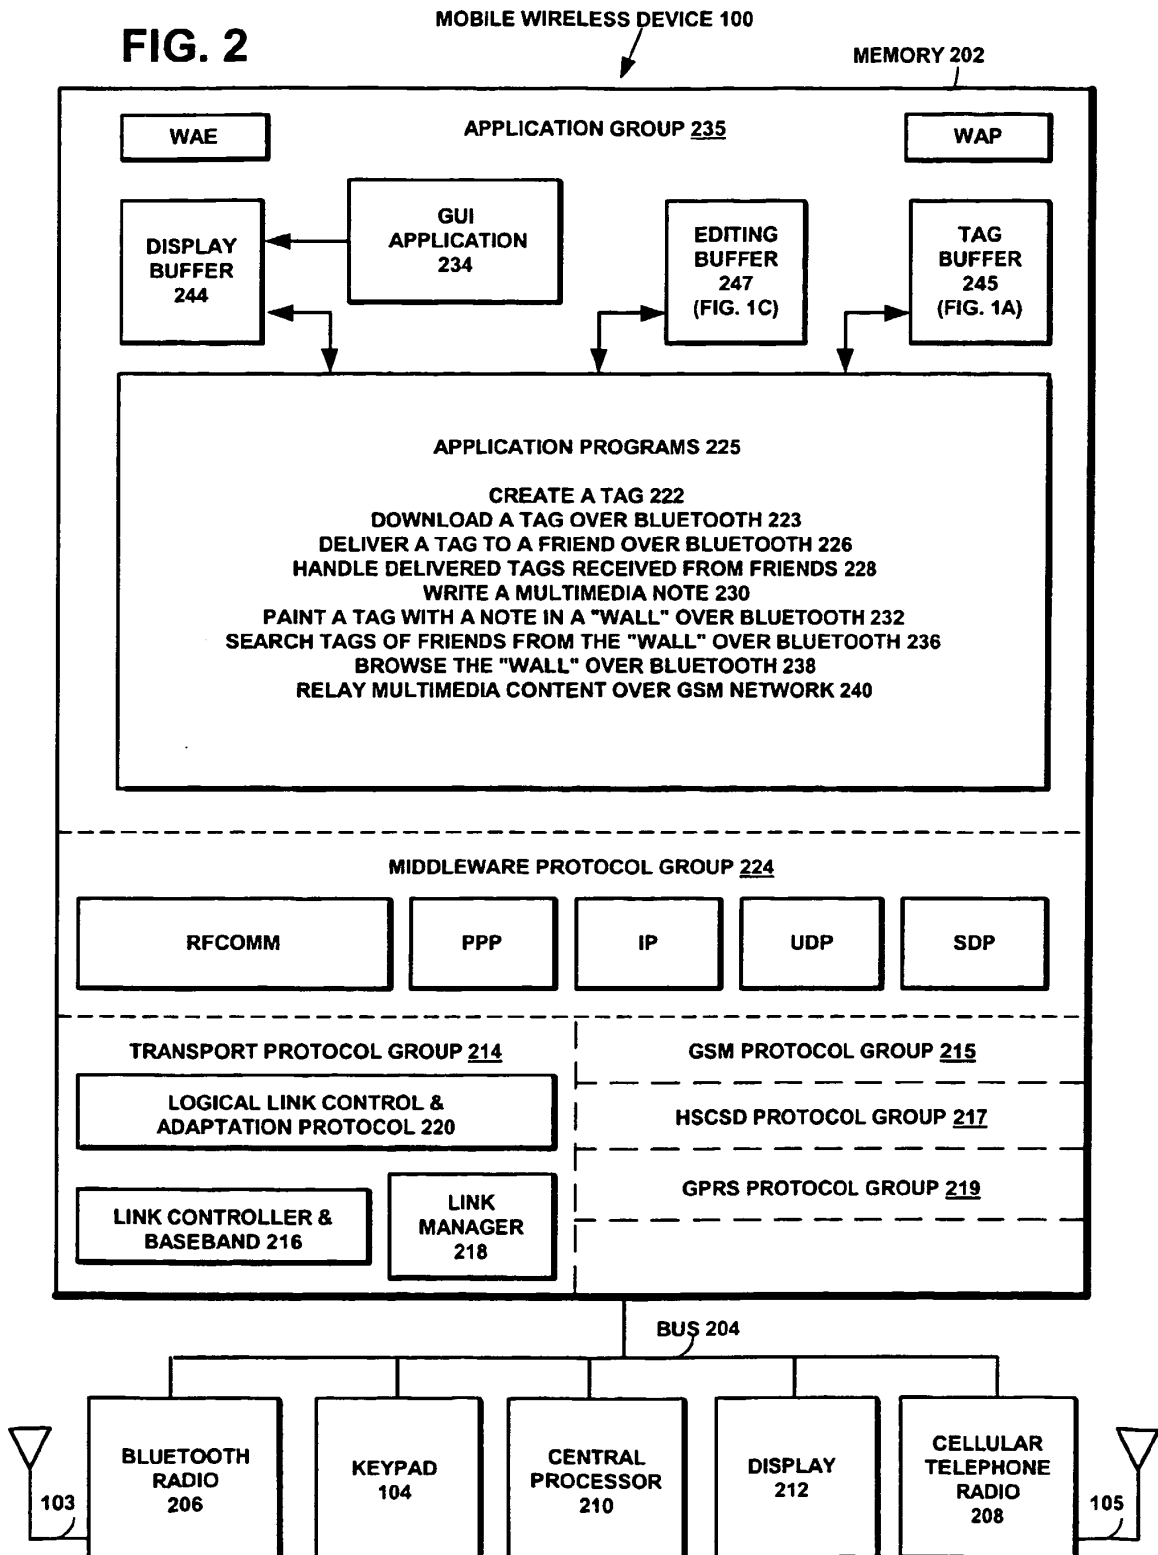 MOBILE WIRELESS DEVICE 100
FIG. 2
MEMORY 202
WAE
APPLICATION GROUP 235
WAP
DISPLAY
BUFFER
244
GUI
APPLICATION
234
EDITING
BUFFER
247
(FIG. 1C)
TAG
BUFFER
245
(FIG. 1A)
APPLICATION PROGRAMS 225
CREATE A TAG 222
DOWNLOAD A TAG OVER BLUETOOTH 223
DELIVER A TAG TO A FRIEND OVER BLUETOOTH 226
HANDLE DELIVERED TAGS RECEIVED FROM FRIENDS 228
WRITE A MULTIMEDIA NOTE 230
PAINT A TAG WITH A NOTE IN A "WALL" OVER BLUETOOTH 232
SEARCH TAGS OF FRIENDS FROM THE "WALL" OVER BLUETOOTH 236
BROWSE THE "WALL" OVER BLUETOOTH 238
RELAY MULTIMEDIA CONTENT OVER GSM NETWORK 240
MIDDLEWARE PROTOCOL GROUP 224
RFCOMM
PPP
IP
UDP
SDP
TRANSPORT PROTOCOL GROUP 214
LOGICAL LINK CONTROL &
ADAPTATION PROTOCOL 220
LINK CONTROLLER &
BASEBAND 216
LINK
MANAGER
218
GSM PROTOCOL GROUP 215
HSCSD PROTOCOL GROUP 217
GPRS PROTOCOL GROUP 219
BUS 204
103
BLUETOOTH
RADIO
206
KEYPAD
104
CENTRAL
PROCESSOR
210
DISPLAY
212
CELLULAR
TELEPHONE
RADIO
208
105